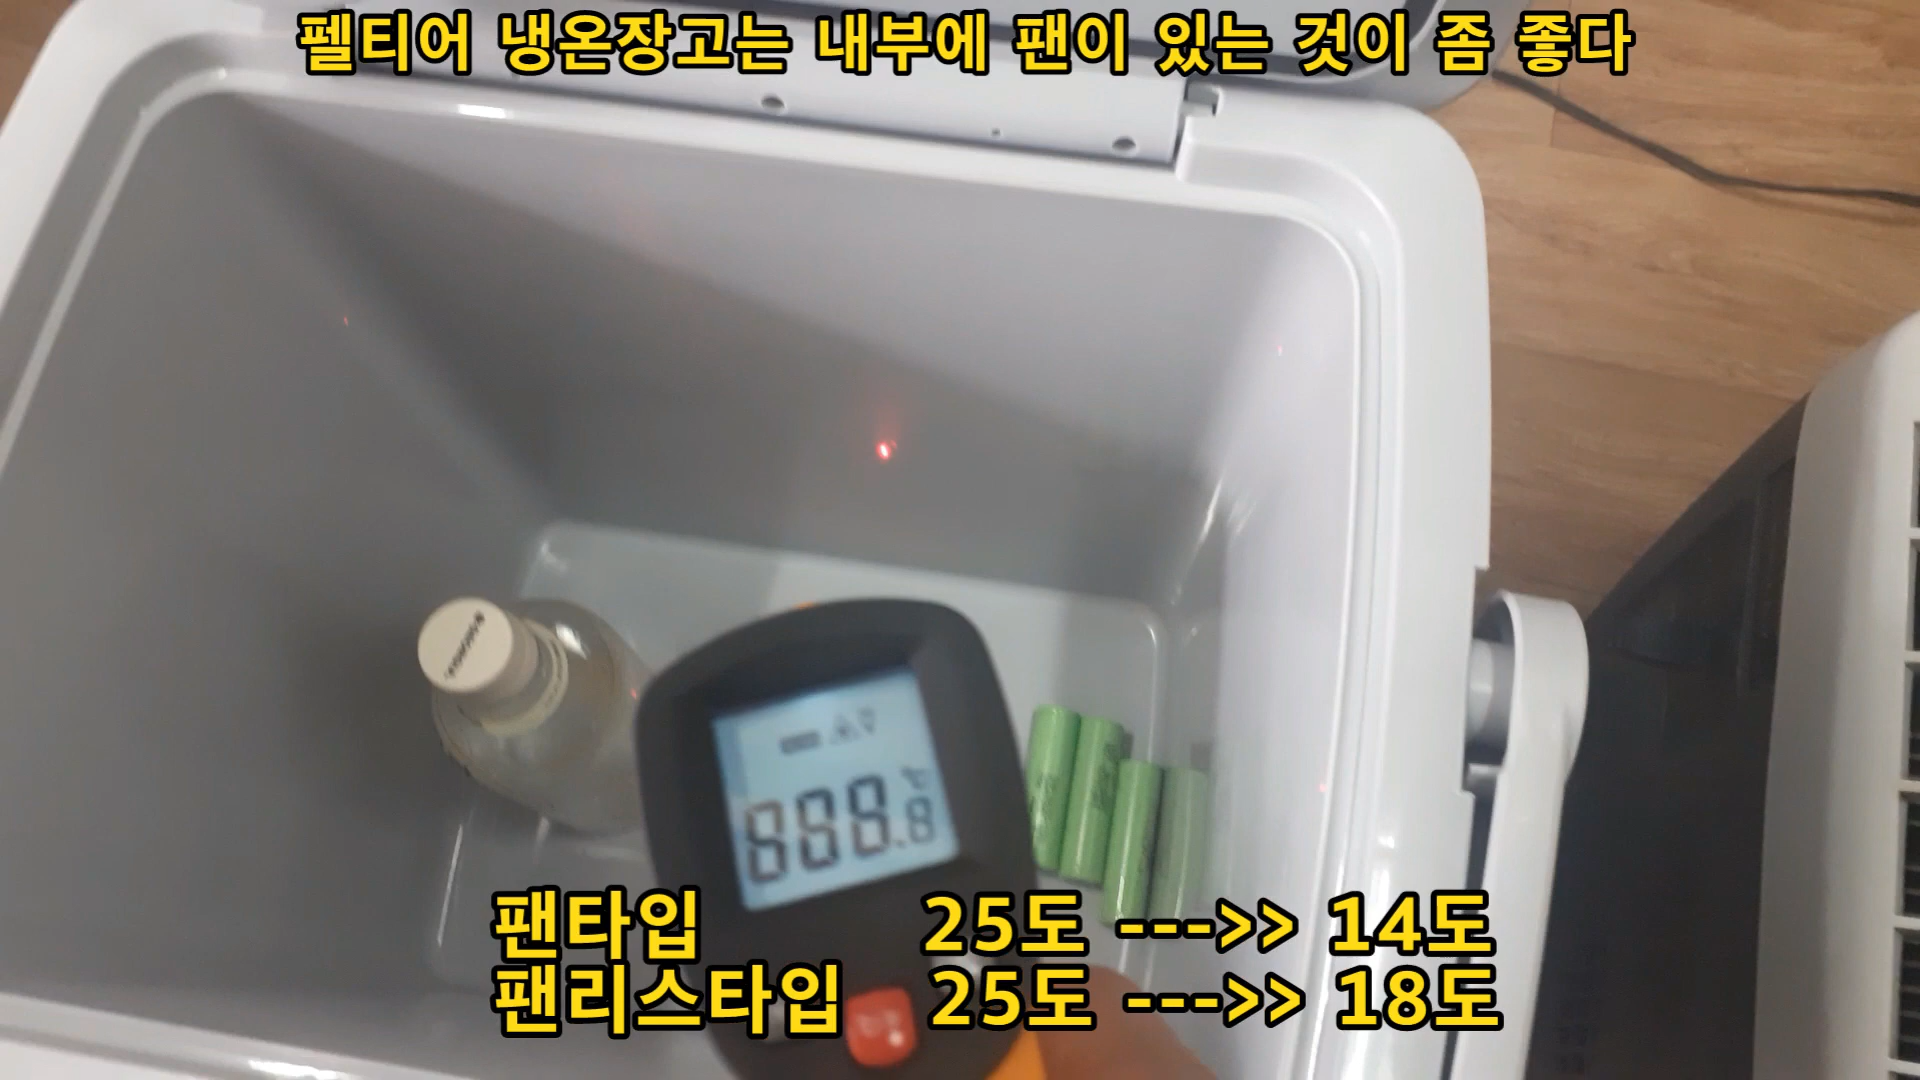 펠티어 냉온장고는 내부에 팬이 있는 것이 좀 좋다
888.8
℃
팬타입 25도 --->> 14도
팬리스타입 25도 --->> 18도